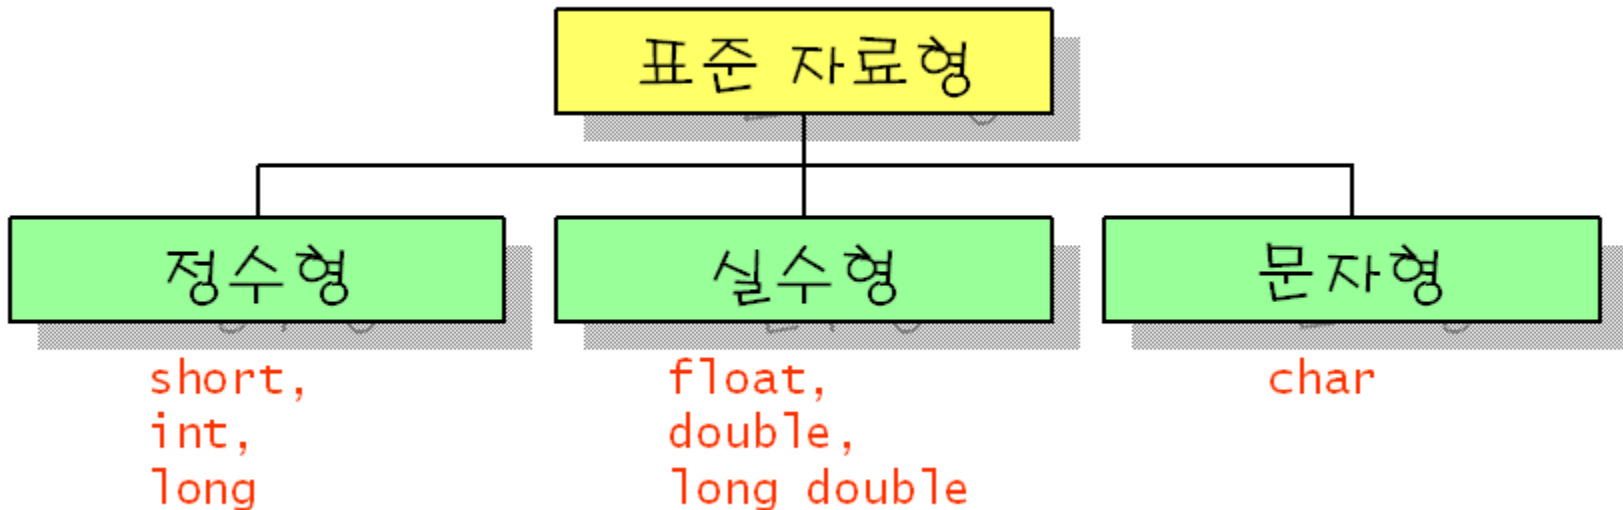 표준 자료형
정수형
short,
int,
long
실수형
float,
double,
long double
문자형
char